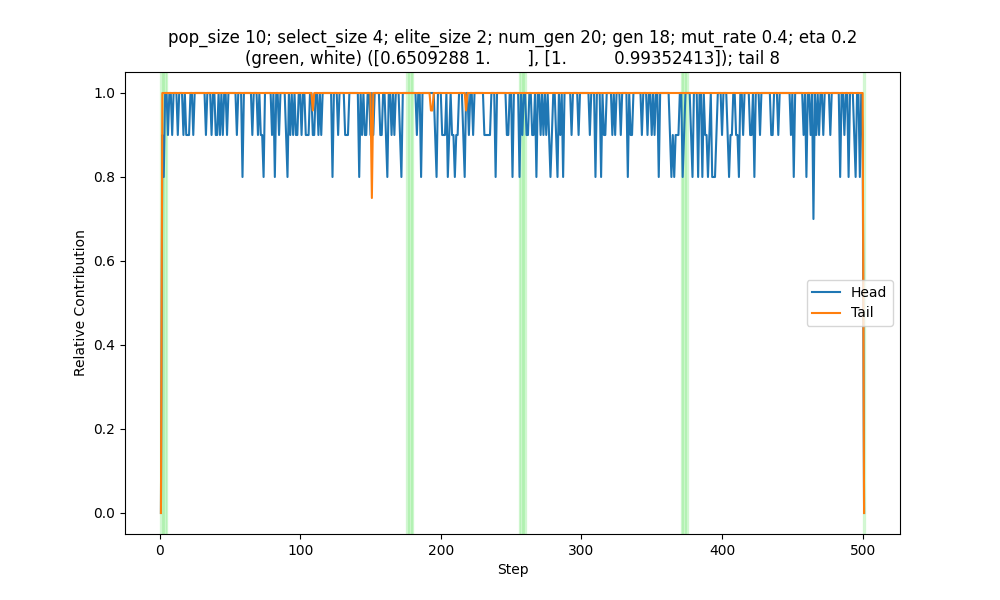 pop_size 10; select_size 4; elite_size 2; num_gen 20; gen 18; mut_rate 0.4; eta 0.2
(green, white) ([0.6509288 1.        ], [1.         0.99352413]); tail 8
1.0
0.8
0.6
0.4
0.2
0.0
Relative Contribution
Head
Tail
0
100
200
300
400
500
Step